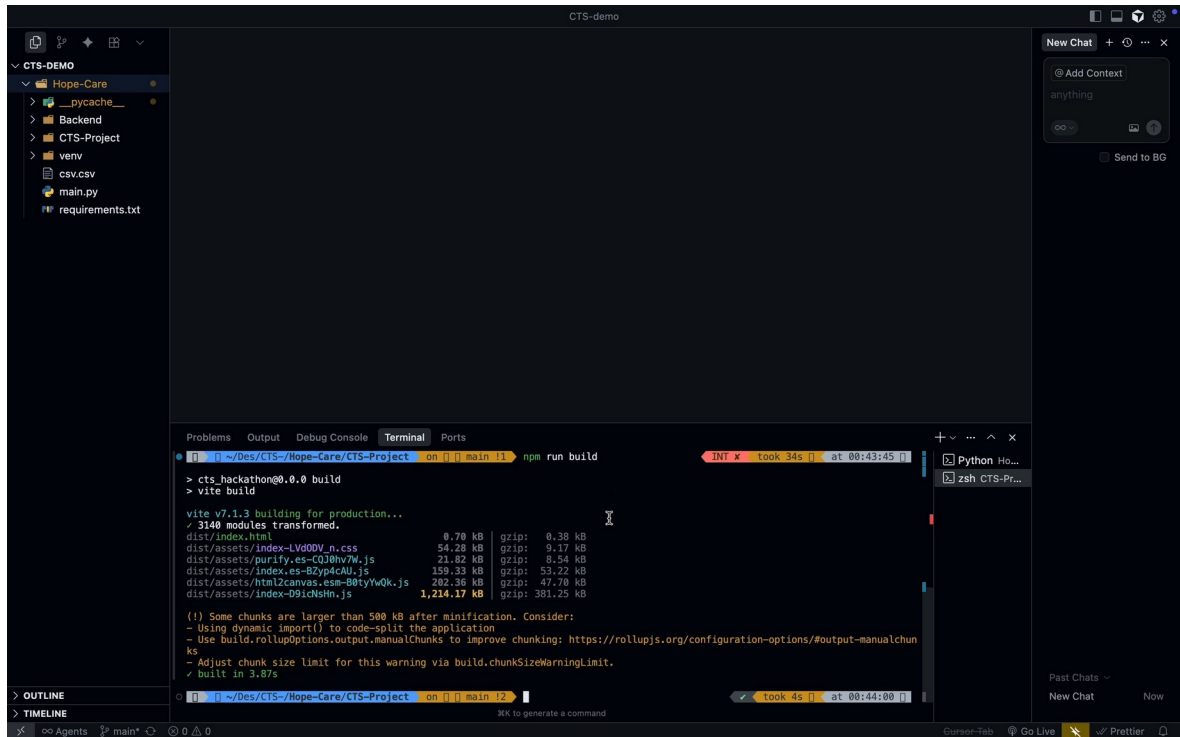 CTS-demo
CTS-DEMO
Hope-Care
__pycache__
Backend
CTS-Project
venv
csv.csv
main.py
requirements.txt
OUTLINE
TIMELINE
Problems Output Debug Console Terminal Ports
~/Des/CTS-/Hope-Care/CTS-Project on main !1 npm run build INT ✘ took 34s at 00:43:45
> cts_hackathon@0.0.0 build
> vite build
vite v7.1.3 building for production...
✓ 3140 modules transformed.
dist/index.html 0.70 kB │ gzip: 0.38 kB
dist/assets/index-LVdODV_n.css 54.28 kB │ gzip: 9.17 kB
dist/assets/purify.es-CQJ0hv7W.js 21.82 kB │ gzip: 8.54 kB
dist/assets/index.es-BZyp4cAU.js 159.33 kB │ gzip: 53.22 kB
dist/assets/html2canvas.esm-B0tyYwQk.js 202.36 kB │ gzip: 47.70 kB
dist/assets/index-D9icNsHn.js 1,214.17 kB │ gzip: 381.25 kB
(!) Some chunks are larger than 500 kB after minification. Consider:
- Using dynamic import() to code-split the application
- Use build.rollupOptions.output.manualChunks to improve chunking: https://rollupjs.org/configuration-options/#output-manualchun
ks
- Adjust chunk size limit for this warning via build.chunkSizeWarningLimit.
✓ built in 3.87s
~/Des/CTS-/Hope-Care/CTS-Project on main !2 ✓ took 4s at 00:44:00
⌘K to generate a command
Python Ho...
zsh CTS-Pr...
New Chat
@ Add Context
anything
Send to BG
Past Chats
New Chat Now
∞ Agents main* 0 0 Cursor Tab Go Live Prettier